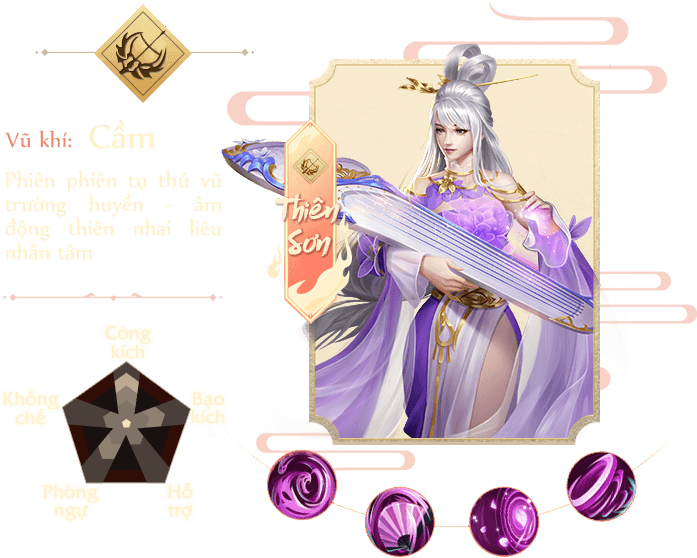 Vũ khí: Cầm
Phiên phiên tụ thủ vũ
trường huyền - âm
động thiên nhai liêu
nhân tâm
Thiên
Sơn
Công
kích
Khống
chế
Bạo
kích
Phòng
ngự
Hỗ
trợ